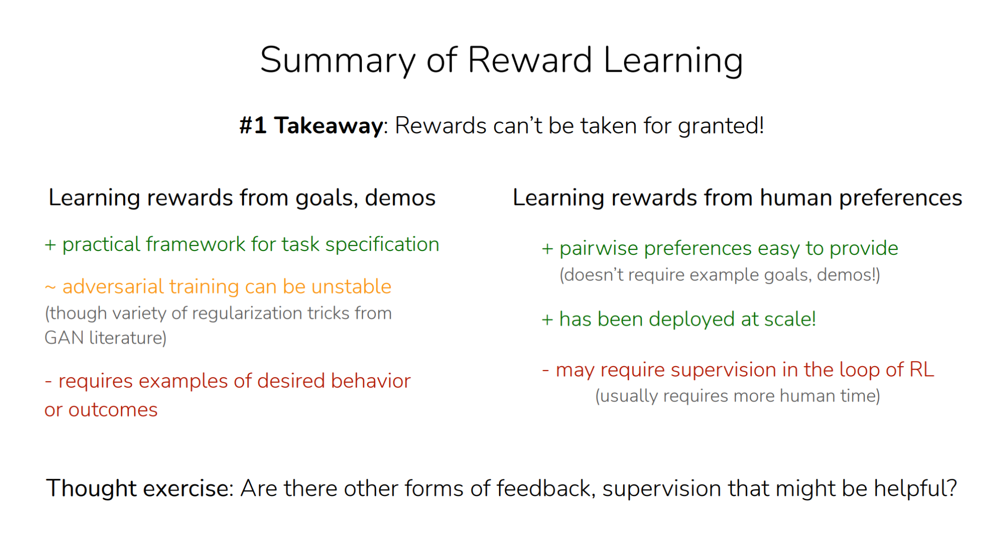 Summary of Reward Learning
#1 Takeaway: Rewards can’t be taken for granted!
Learning rewards from goals, demos
+ practical framework for task specification
~ adversarial training can be unstable
(though variety of regularization tricks from
GAN literature)
- requires examples of desired behavior
or outcomes
Learning rewards from human preferences
+ pairwise preferences easy to provide
(doesn’t require example goals, demos!)
+ has been deployed at scale!
- may require supervision in the loop of RL
(usually requires more human time)
Thought exercise: Are there other forms of feedback, supervision that might be helpful?